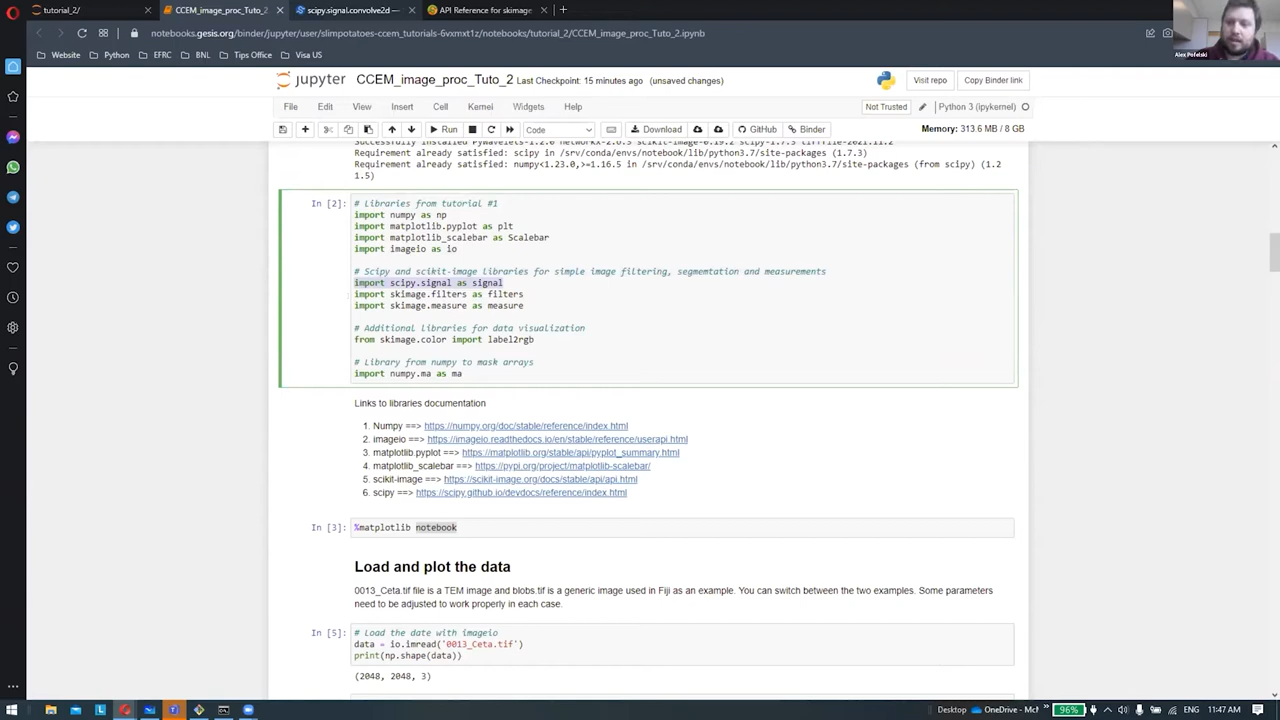 tutorial_2/
CCEM_image_proc_Tuto_2
scipy.signal.convolve2d —
API Reference for skimage
notebooks.gesis.org/binder/jupyter/user/slimpotatoes-ccem_tutorials-6vxmxt1z/notebooks/tutorial_2/CCEM_image_proc_Tuto_2.ipynb
Website Python EFRC BNL Tips Office Visa US
Alex Pofelski
jupyter CCEM_image_proc_Tuto_2 Last Checkpoint: 15 minutes ago (unsaved changes)
Visit repo Copy Binder link
File Edit View Insert Cell Kernel Widgets Help
Not Trusted Python 3 (ipykernel)
Run Code Download GitHub Binder
Memory: 313.6 MB / 8 GB
Requirement already satisfied: scipy in /srv/conda/envs/notebook/lib/python3.7/site-packages (1.7.3)
Requirement already satisfied: numpy<1.23.0,>=1.16.5 in /srv/conda/envs/notebook/lib/python3.7/site-packages (from scipy) (1.2
1.5)
In [2]:
# Libraries from tutorial #1
import numpy as np
import matplotlib.pyplot as plt
import matplotlib_scalebar as Scalebar
import imageio as io
# Scipy and scikit-image libraries for simple image filtering, segmemtation and measurements
import scipy.signal as signal
import skimage.filters as filters
import skimage.measure as measure
# Additional libraries for data visualization
from skimage.color import label2rgb
# Library from numpy to mask arrays
import numpy.ma as ma
Links to libraries documentation
1. Numpy ==> https://numpy.org/doc/stable/reference/index.html
2. imageio ==> https://imageio.readthedocs.io/en/stable/reference/userapi.html
3. matplotlib.pyplot ==> https://matplotlib.org/stable/api/pyplot_summary.html
4. matplotlib_scalebar ==> https://pypi.org/project/matplotlib-scalebar/
5. scikit-image ==> https://scikit-image.org/docs/stable/api/api.html
6. scipy ==> https://scipy.github.io/devdocs/reference/index.html
In [3]: %matplotlib notebook
Load and plot the data
0013_Ceta.tif file is a TEM image and blobs.tif is a generic image used in Fiji as an example. You can switch between the two examples. Some parameters
need to be adjusted to work properly in each case.
In [5]:
# Load the date with imageio
data = io.imread('0013_Ceta.tif')
print(np.shape(data))
(2048, 2048, 3)
Desktop OneDrive - McM 96% ENG 11:47 AM